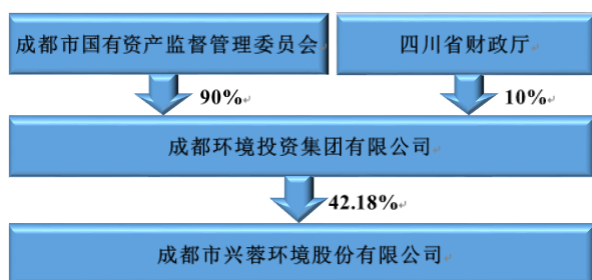 成都市国有资产监督管理委员会
四川省财政厅
90%
10%
成都环境投资集团有限公司
42.18%
成都市兴蓉环境股份有限公司